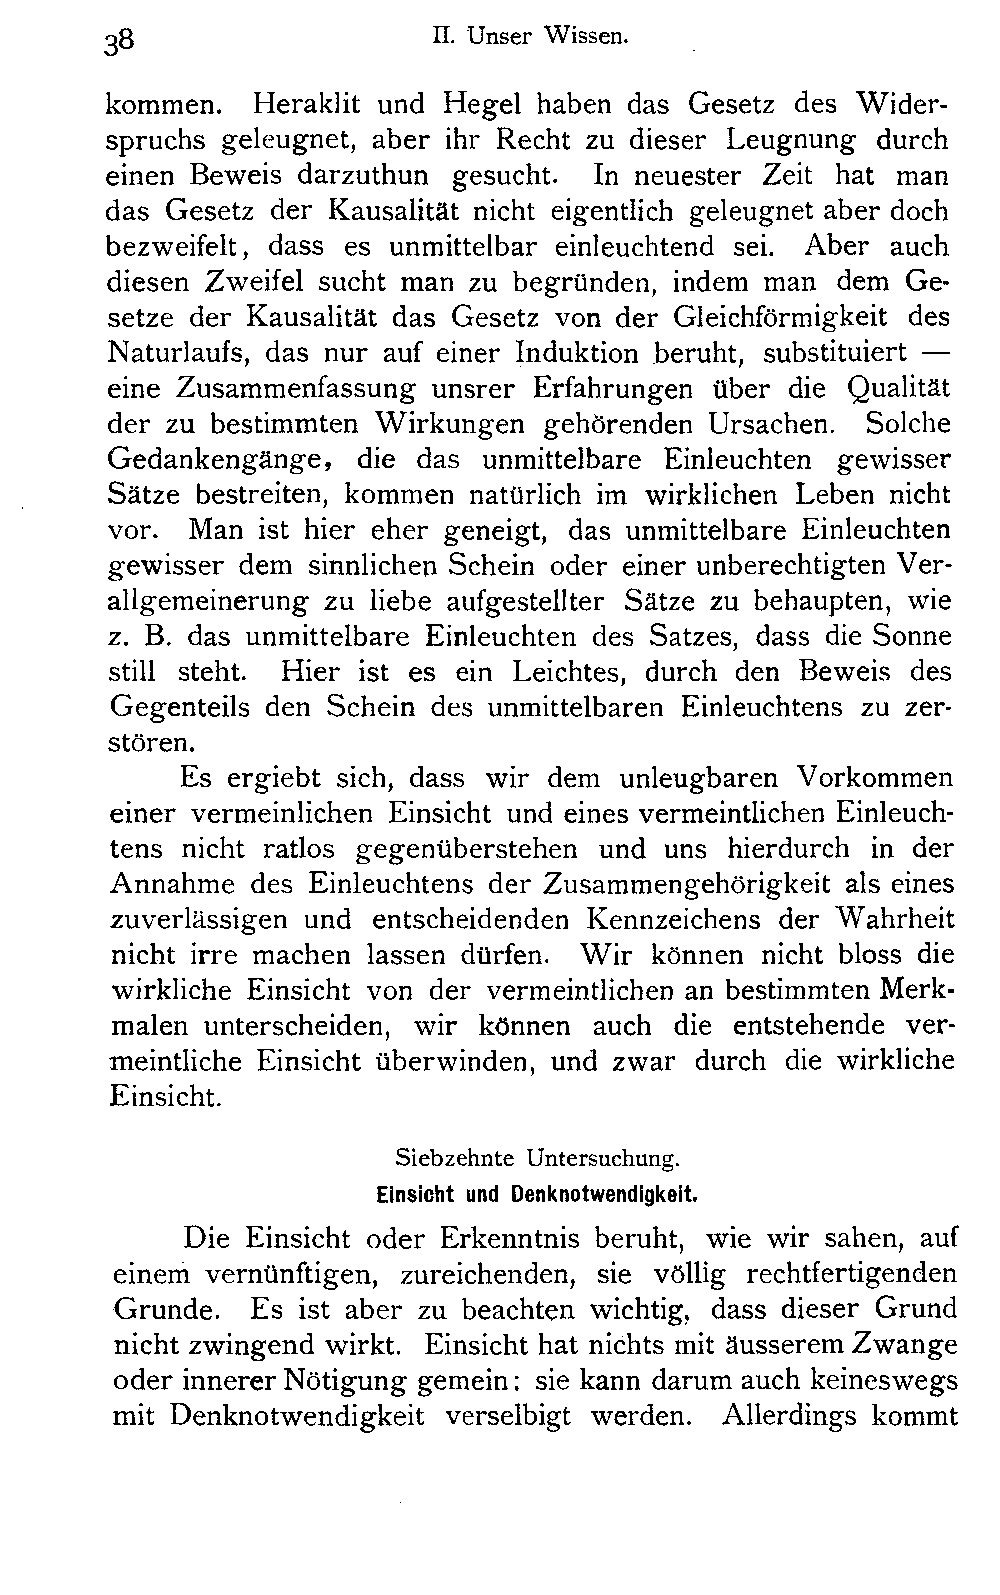 38
II. Unser Wissen.
kommen. Heraklit und Hegel haben das Gesetz des Wider-
spruchs geleugnet, aber ihr Recht zu dieser Leugnung durch
einen Beweis darzuthun gesucht. In neuester Zeit hat man
das Gesetz der Kausalität nicht eigentlich geleugnet aber doch
bezweifelt, dass es unmittelbar einleuchtend sei. Aber auch
diesen Zweifel sucht man zu begründen, indem man dem Ge-
setze der Kausalität das Gesetz von der Gleichförmigkeit des
Naturlaufs, das nur auf einer Induktion beruht, substituiert —
eine Zusammenfassung unsrer Erfahrungen über die Qualität
der zu bestimmten Wirkungen gehörenden Ursachen. Solche
Gedankengänge, die das unmittelbare Einleuchten gewisser
Sätze bestreiten, kommen natürlich im wirklichen Leben nicht
vor. Man ist hier eher geneigt, das unmittelbare Einleuchten
gewisser dem sinnlichen Schein oder einer unberechtigten Ver-
allgemeinerung zu liebe aufgestellter Sätze zu behaupten, wie
z. B. das unmittelbare Einleuchten des Satzes, dass die Sonne
still steht. Hier ist es ein Leichtes, durch den Beweis des
Gegenteils den Schein des unmittelbaren Einleuchtens zu zer-
stören.
Es ergiebt sich, dass wir dem unleugbaren Vorkommen
einer vermeinlichen Einsicht und eines vermeintlichen Einleuch-
tens nicht ratlos gegenüberstehen und uns hierdurch in der
Annahme des Einleuchtens der Zusammengehörigkeit als eines
zuverlässigen und entscheidenden Kennzeichens der Wahrheit
nicht irre machen lassen dürfen. Wir können nicht bloss die
wirkliche Einsicht von der vermeintlichen an bestimmten Merk-
malen unterscheiden, wir können auch die entstehende ver-
meintliche Einsicht überwinden, und zwar durch die wirkliche
Einsicht.
Siebzehnte Untersuchung.
Einsicht und Denknotwendigkeit.
Die Einsicht oder Erkenntnis beruht, wie wir sahen, auf
einem vernünftigen, zureichenden, sie völlig rechtfertigenden
Grunde. Es ist aber zu beachten wichtig, dass dieser Grund
nicht zwingend wirkt. Einsicht hat nichts mit äusserem Zwange
oder innerer Nötigung gemein: sie kann darum auch keineswegs
mit Denknotwendigkeit verselbigt werden. Allerdings kommt